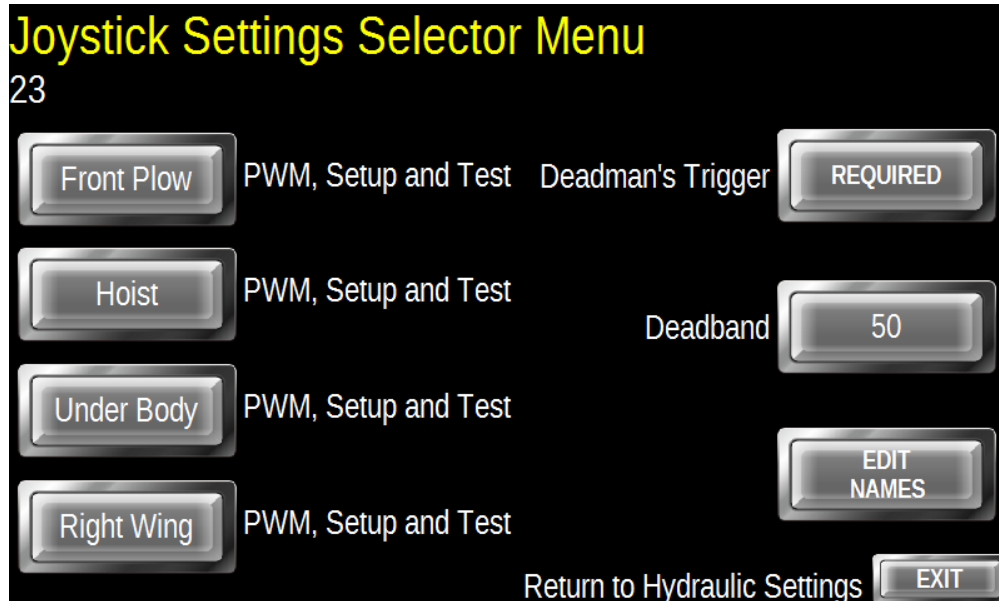 Joystick Settings Selector Menu
23
Front Plow PWM, Setup and Test Deadman's Trigger REQUIRED
Hoist PWM, Setup and Test
Deadband 50
Under Body PWM, Setup and Test
EDIT
NAMES
Right Wing PWM, Setup and Test
Return to Hydraulic Settings EXIT